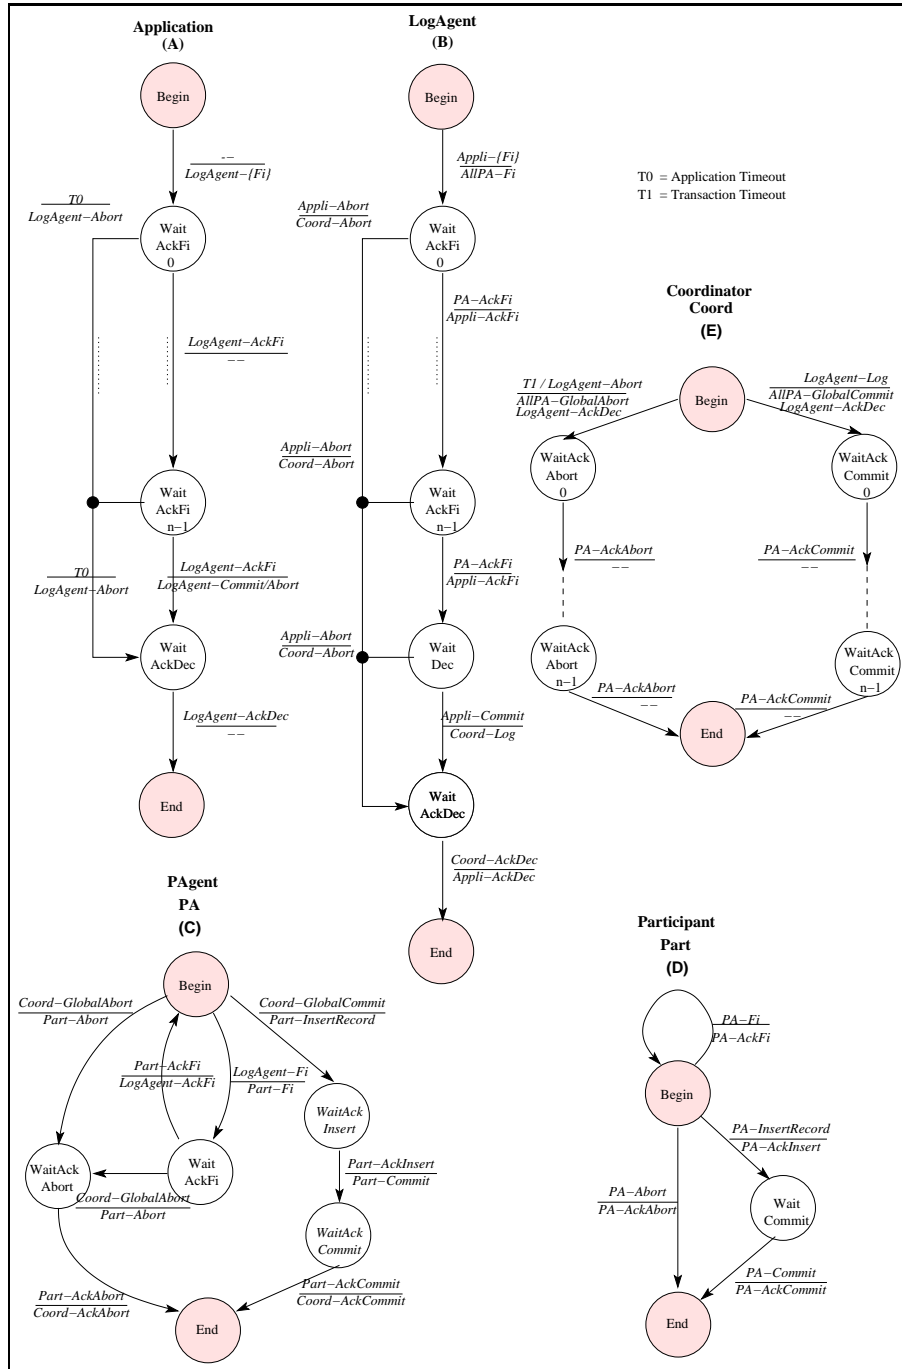 Application
(A)
Begin
--
LogAgent-{Fi}
T0
LogAgent-Abort
Wait
AckFi
0
LogAgent-AckFi
--
Wait
AckFi
n-1
T0
LogAgent-Abort
LogAgent-AckFi
LogAgent-Commit/Abort
Wait
AckDec
LogAgent-AckDec
--
End
LogAgent
(B)
Begin
Appli-{Fi}
AllPA-Fi
Appli-Abort
Coord-Abort
Wait
AckFi
0
PA-AckFi
Appli-AckFi
Appli-Abort
Coord-Abort
Wait
AckFi
n-1
PA-AckFi
Appli-AckFi
Appli-Abort
Coord-Abort
Wait
Dec
Appli-Commit
Coord-Log
Wait
AckDec
Coord-AckDec
Appli-AckDec
End
T0 = Application Timeout
T1 = Transaction Timeout
Coordinator
Coord
(E)
Begin
T1 / LogAgent-Abort
AllPA-GlobalAbort
LogAgent-AckDec
LogAgent-Log
AllPA-GlobalCommit
LogAgent-AckDec
WaitAck
Abort
0
WaitAck
Commit
0
PA-AckAbort
--
PA-AckCommit
--
WaitAck
Abort
n-1
WaitAck
Commit
n-1
PA-AckAbort
--
PA-AckCommit
--
End
PAgent
PA
(C)
Begin
Coord-GlobalAbort
Part-Abort
Coord-GlobalCommit
Part-InsertRecord
Part-AckFi
LogAgent-AckFi
LogAgent-Fi
Part-Fi
WaitAck
Insert
WaitAck
Abort
Wait
AckFi
Coord-GlobalAbort
Part-Abort
Part-AckInsert
Part-Commit
WaitAck
Commit
Part-AckAbort
Coord-AckAbort
Part-AckCommit
Coord-AckCommit
End
Participant
Part
(D)
PA-Fi
PA-AckFi
Begin
PA-InsertRecord
PA-AckInsert
PA-Abort
PA-AckAbort
Wait
Commit
PA-Commit
PA-AckCommit
End